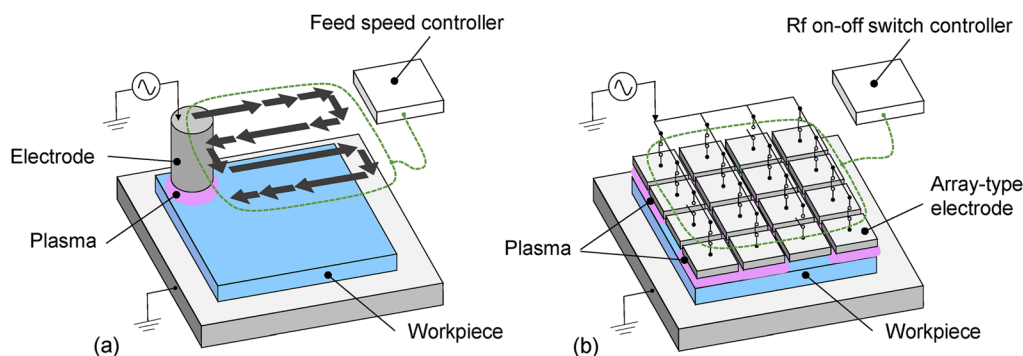 Feed speed controller
Electrode
Plasma
Workpiece
(a)
Rf on-off switch controller
Array-type
electrode
Plasma
Workpiece
(b)